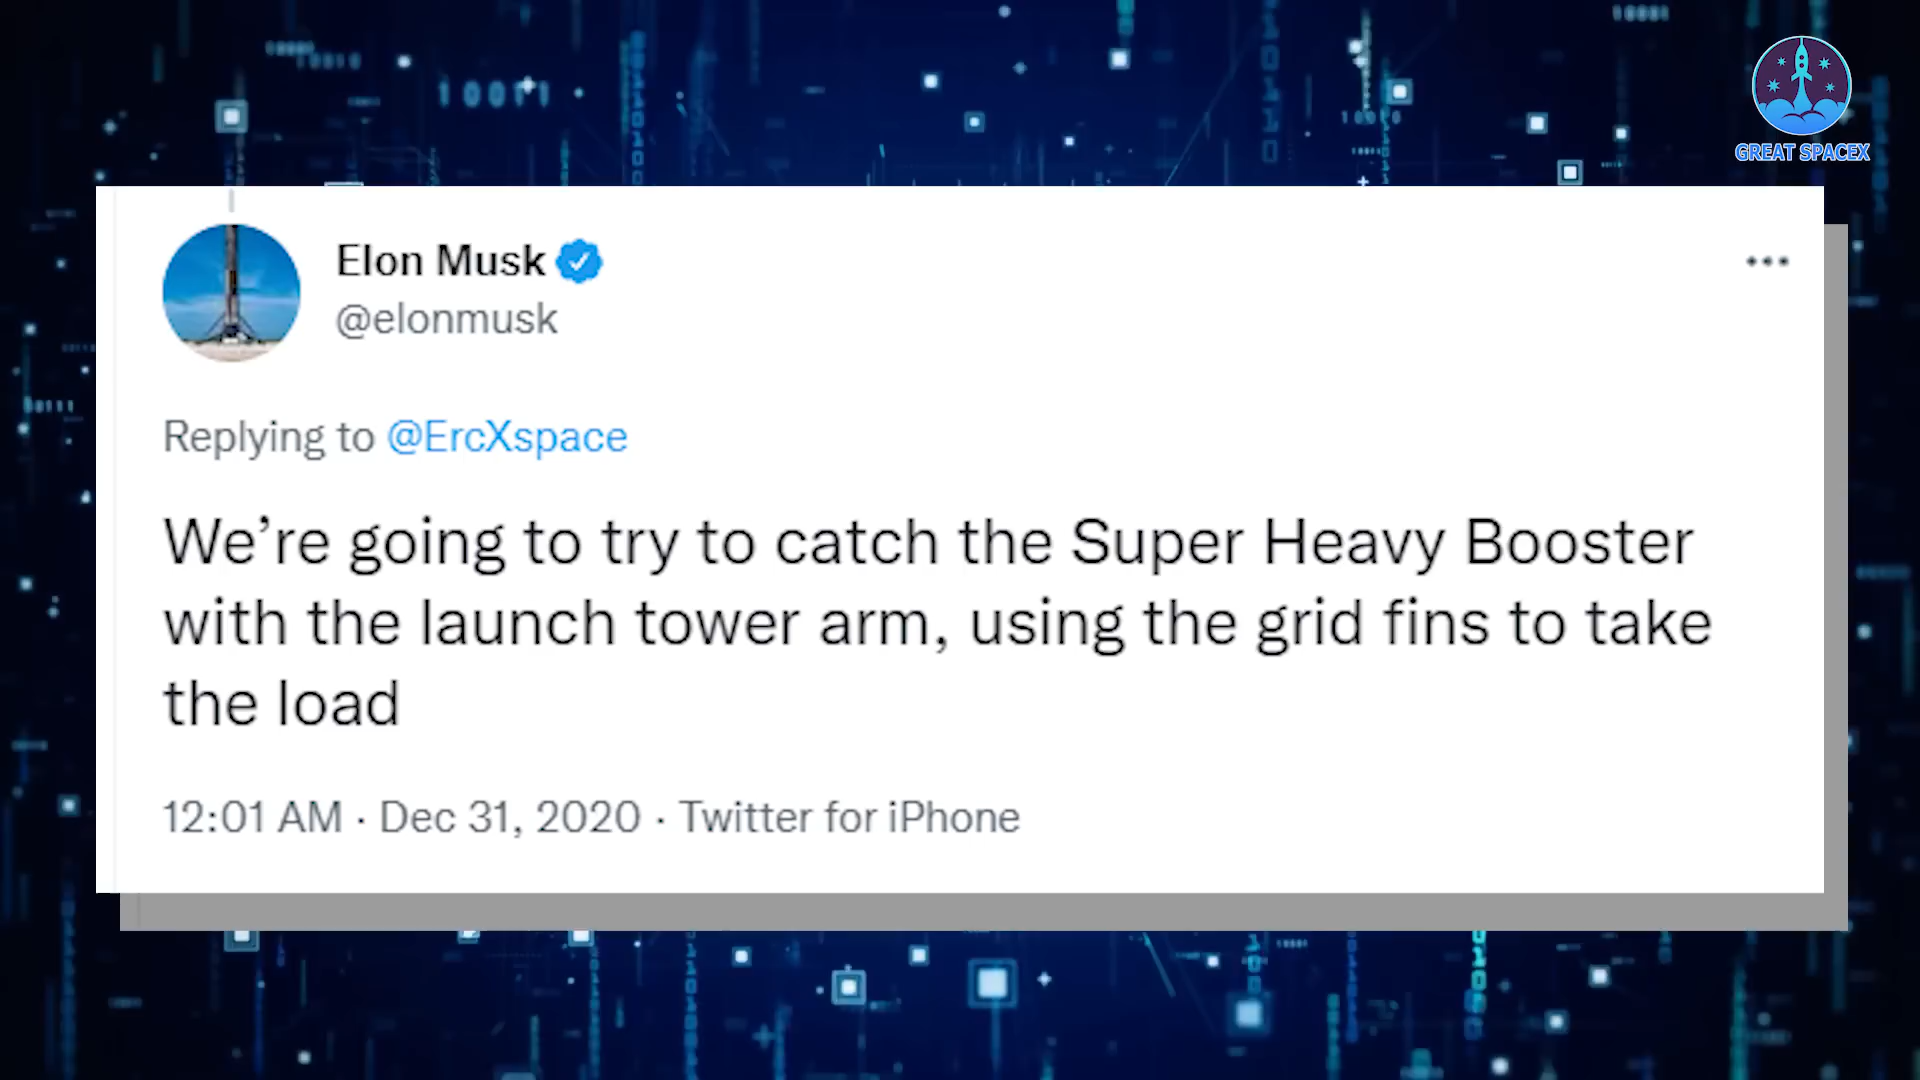 GREAT SPACEX
Elon Musk
@elonmusk
Replying to @ErcXspace
We’re going to try to catch the Super Heavy Booster
with the launch tower arm, using the grid fins to take
the load
12:01 AM · Dec 31, 2020 · Twitter for iPhone